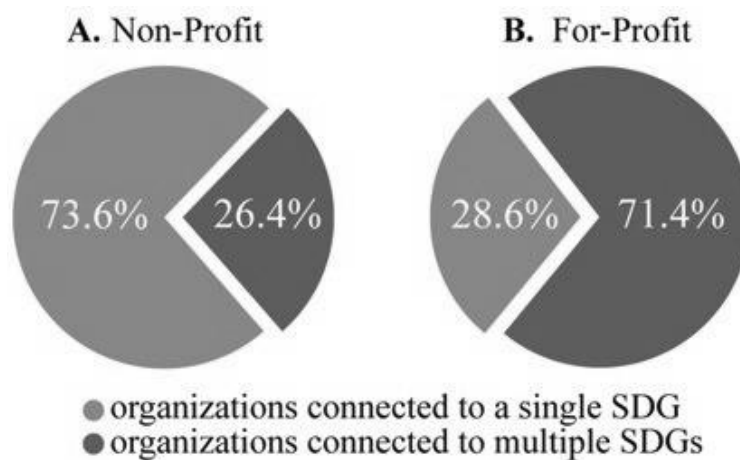 A. Non-Profit
B. For-Profit
73.6%
26.4%
28.6%
71.4%
organizations connected to a single SDG
organizations connected to multiple SDGs